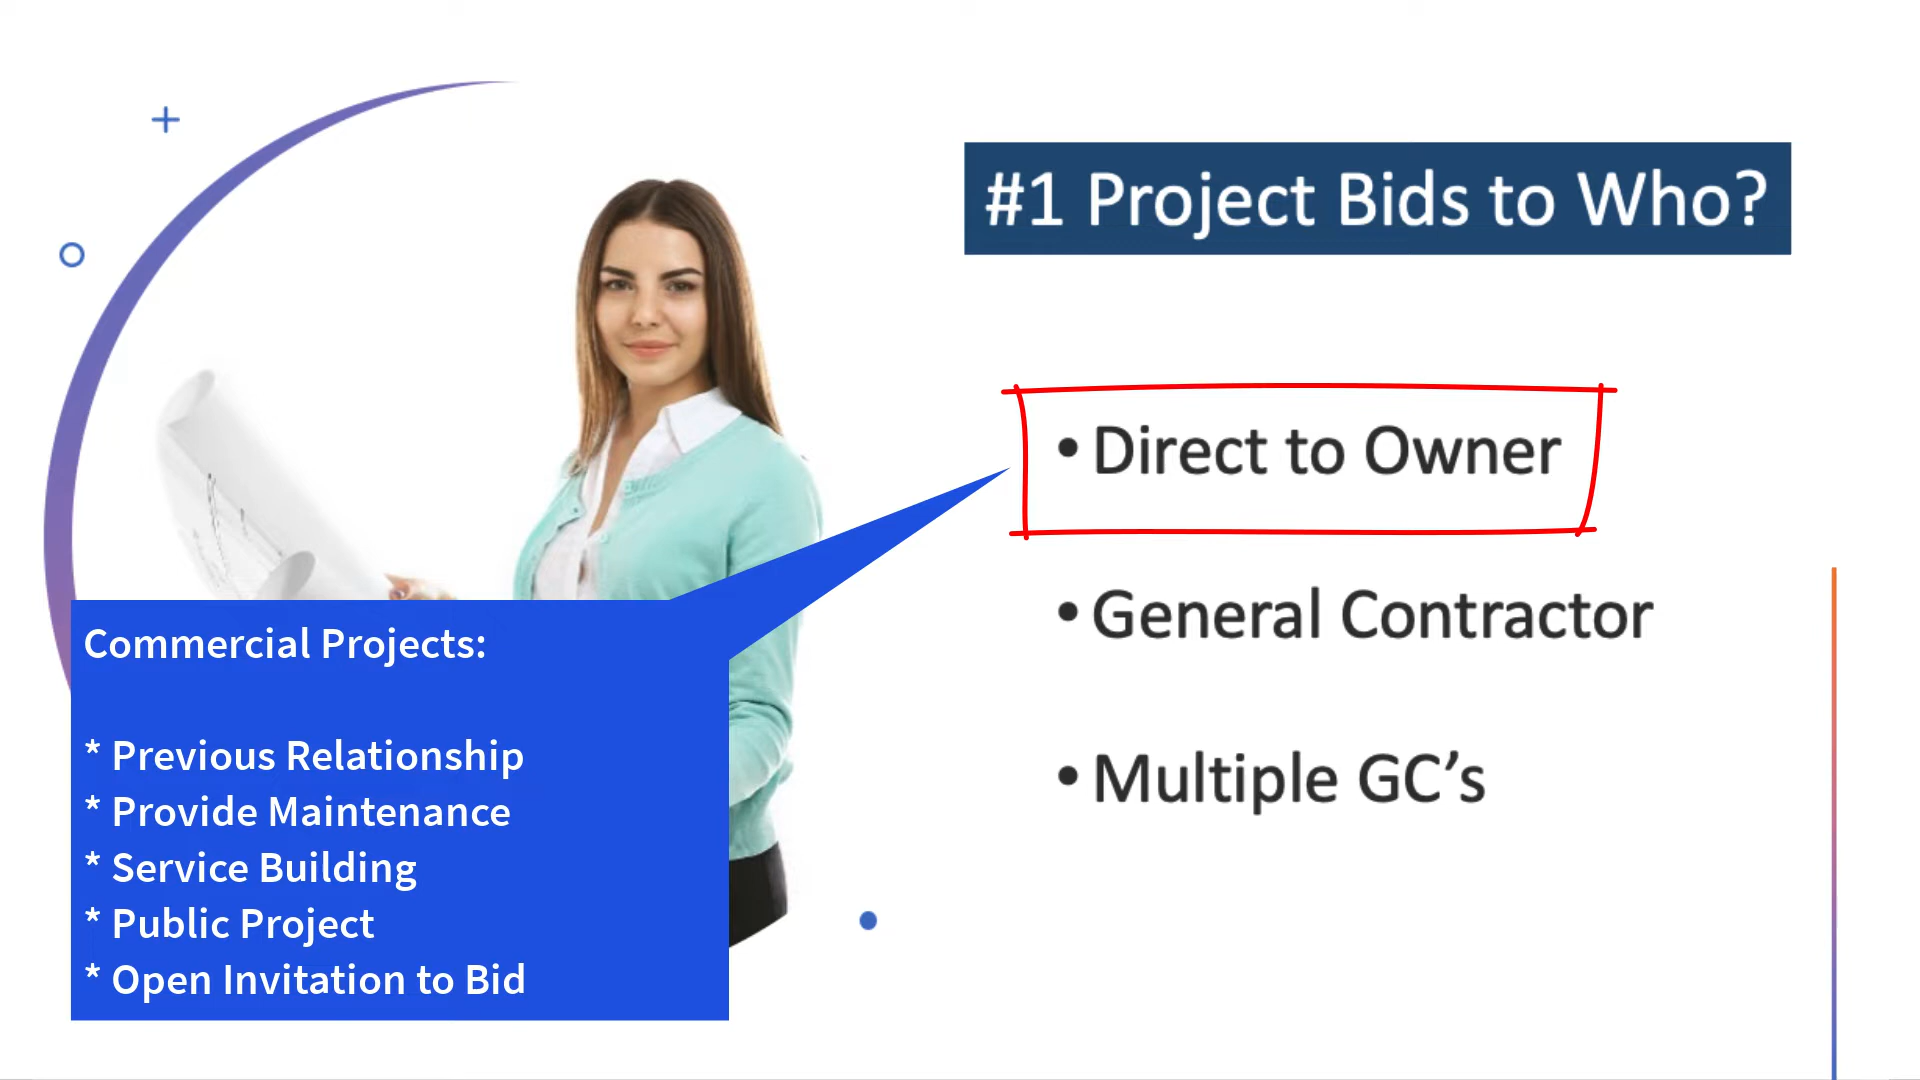 #1 Project Bids to Who?
• Direct to Owner
• General Contractor
• Multiple GC’s
Commercial Projects:
* Previous Relationship
* Provide Maintenance
* Service Building
* Public Project
* Open Invitation to Bid